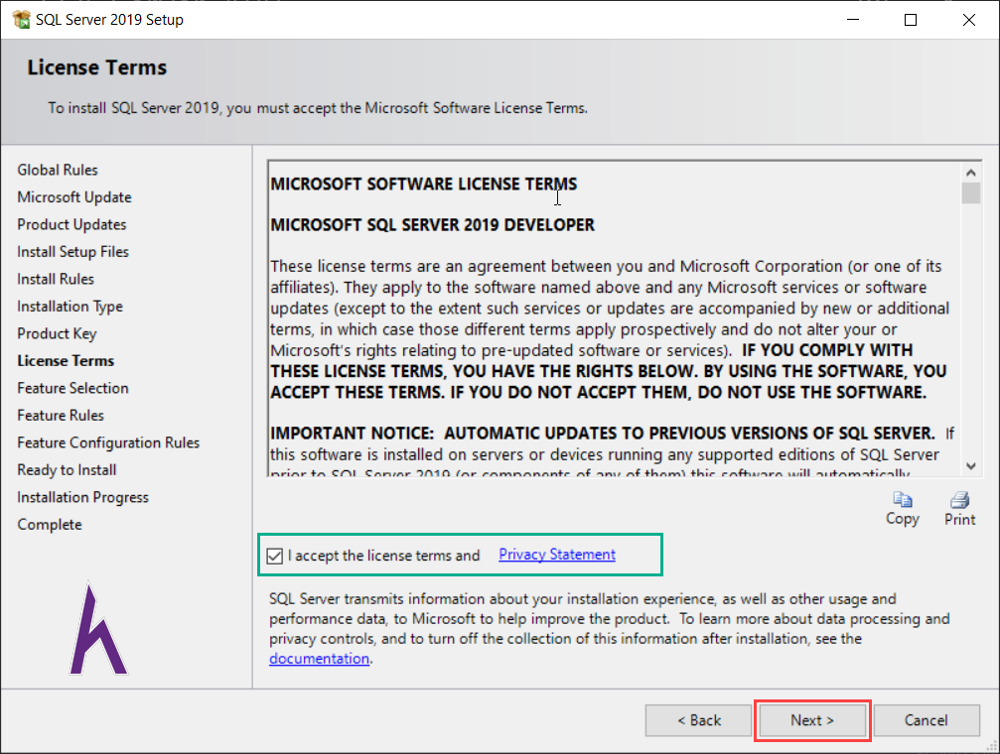 SQL Server 2019 Setup
License Terms
To install SQL Server 2019, you must accept the Microsoft Software License Terms.
Global Rules
Microsoft Update
Product Updates
Install Setup Files
Install Rules
Installation Type
Product Key
License Terms
Feature Selection
Feature Rules
Feature Configuration Rules
Ready to Install
Installation Progress
Complete
MICROSOFT SOFTWARE LICENSE TERMS
MICROSOFT SQL SERVER 2019 DEVELOPER
These license terms are an agreement between you and Microsoft Corporation (or one of its
affiliates). They apply to the software named above and any Microsoft services or software
updates (except to the extent such services or updates are accompanied by new or additional
terms, in which case those different terms apply prospectively and do not alter your or
Microsoft's rights relating to pre-updated software or services). IF YOU COMPLY WITH
THESE LICENSE TERMS, YOU HAVE THE RIGHTS BELOW. BY USING THE SOFTWARE, YOU
ACCEPT THESE TERMS. IF YOU DO NOT ACCEPT THEM, DO NOT USE THE SOFTWARE.
IMPORTANT NOTICE: AUTOMATIC UPDATES TO PREVIOUS VERSIONS OF SQL SERVER. If
this software is installed on servers or devices running any supported editions of SQL Server
prior to SQL Server 2019 (or components of any of them) this software will automatically
Copy
Print
I accept the license terms and Privacy Statement
SQL Server transmits information about your installation experience, as well as other usage and
performance data, to Microsoft to help improve the product. To learn more about data processing and
privacy controls, and to turn off the collection of this information after installation, see the
documentation.
< Back
Next >
Cancel